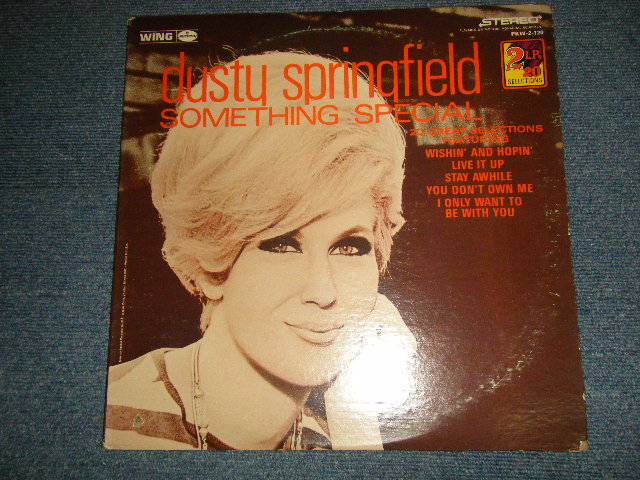 WING
STEREO
PKW-2-120
dusty springfield
SOMETHING SPECIAL
2 LP.
20
SELECTIONS
20 GREAT SELECTIONS
FEATURING
WISHIN' AND HOPIN'
LIVE IT UP
STAY AWHILE
YOU DON'T OWN ME
I ONLY WANT TO
BE WITH YOU